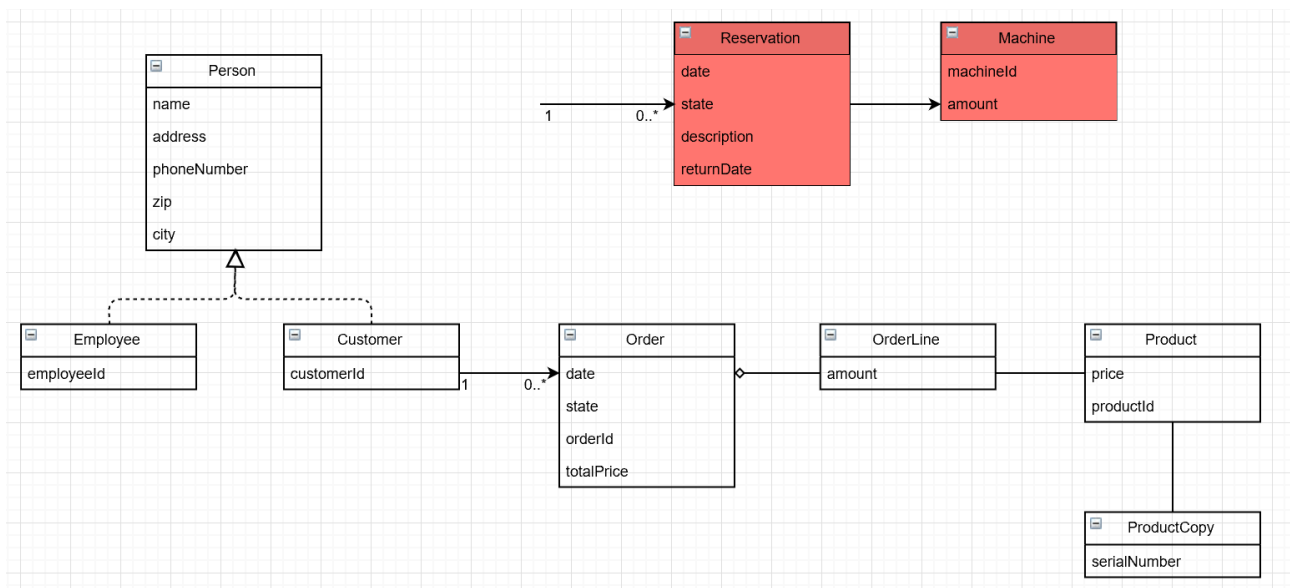 Person
name
address
phoneNumber
zip
city
Reservation
date
state
description
returnDate
1
0..*
Machine
machineId
amount
Employee
employeeId
Customer
customerId
1
0..*
Order
date
state
orderId
totalPrice
OrderLine
amount
Product
price
productId
ProductCopy
serialNumber